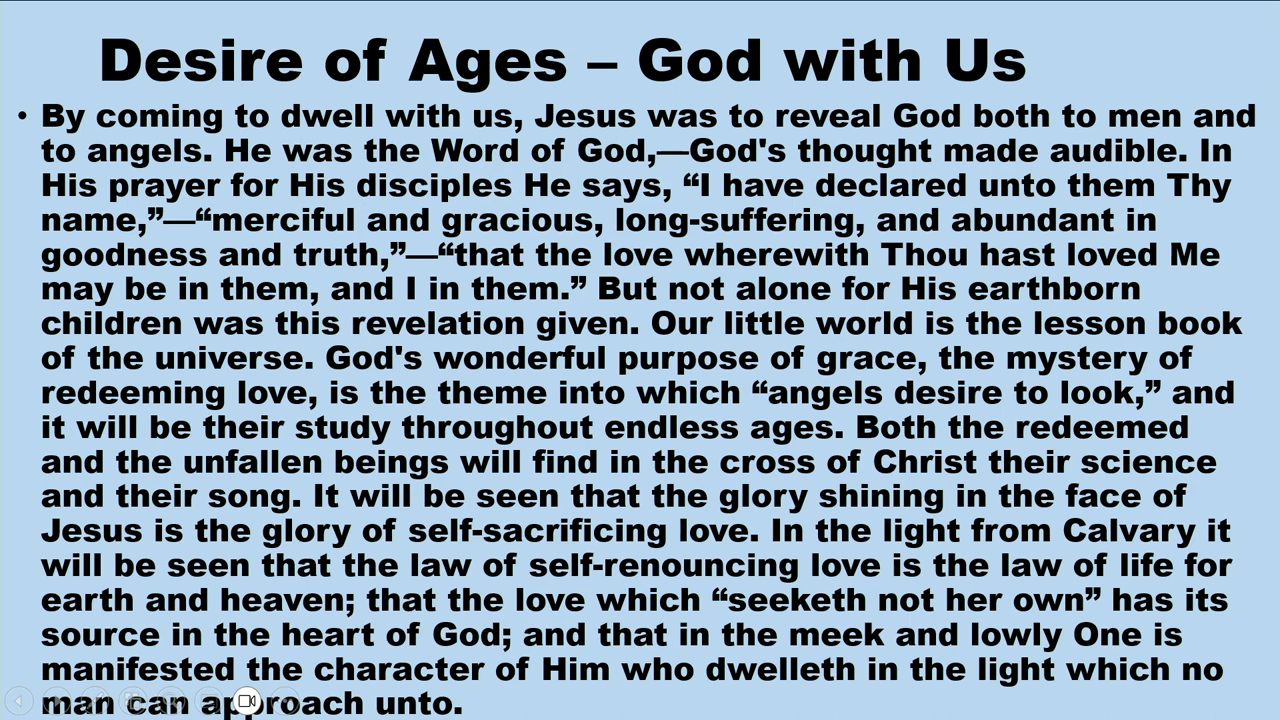 Desire of Ages – God with Us
• By coming to dwell with us, Jesus was to reveal God both to men and
to angels. He was the Word of God,—God's thought made audible. In
His prayer for His disciples He says, “I have declared unto them Thy
name,”—“merciful and gracious, long-suffering, and abundant in
goodness and truth,”—“that the love wherewith Thou hast loved Me
may be in them, and I in them.” But not alone for His earthborn
children was this revelation given. Our little world is the lesson book
of the universe. God's wonderful purpose of grace, the mystery of
redeeming love, is the theme into which “angels desire to look,” and
it will be their study throughout endless ages. Both the redeemed
and the unfallen beings will find in the cross of Christ their science
and their song. It will be seen that the glory shining in the face of
Jesus is the glory of self-sacrificing love. In the light from Calvary it
will be seen that the law of self-renouncing love is the law of life for
earth and heaven; that the love which “seeketh not her own” has its
source in the heart of God; and that in the meek and lowly One is
manifested the character of Him who dwelleth in the light which no
man can approach unto.